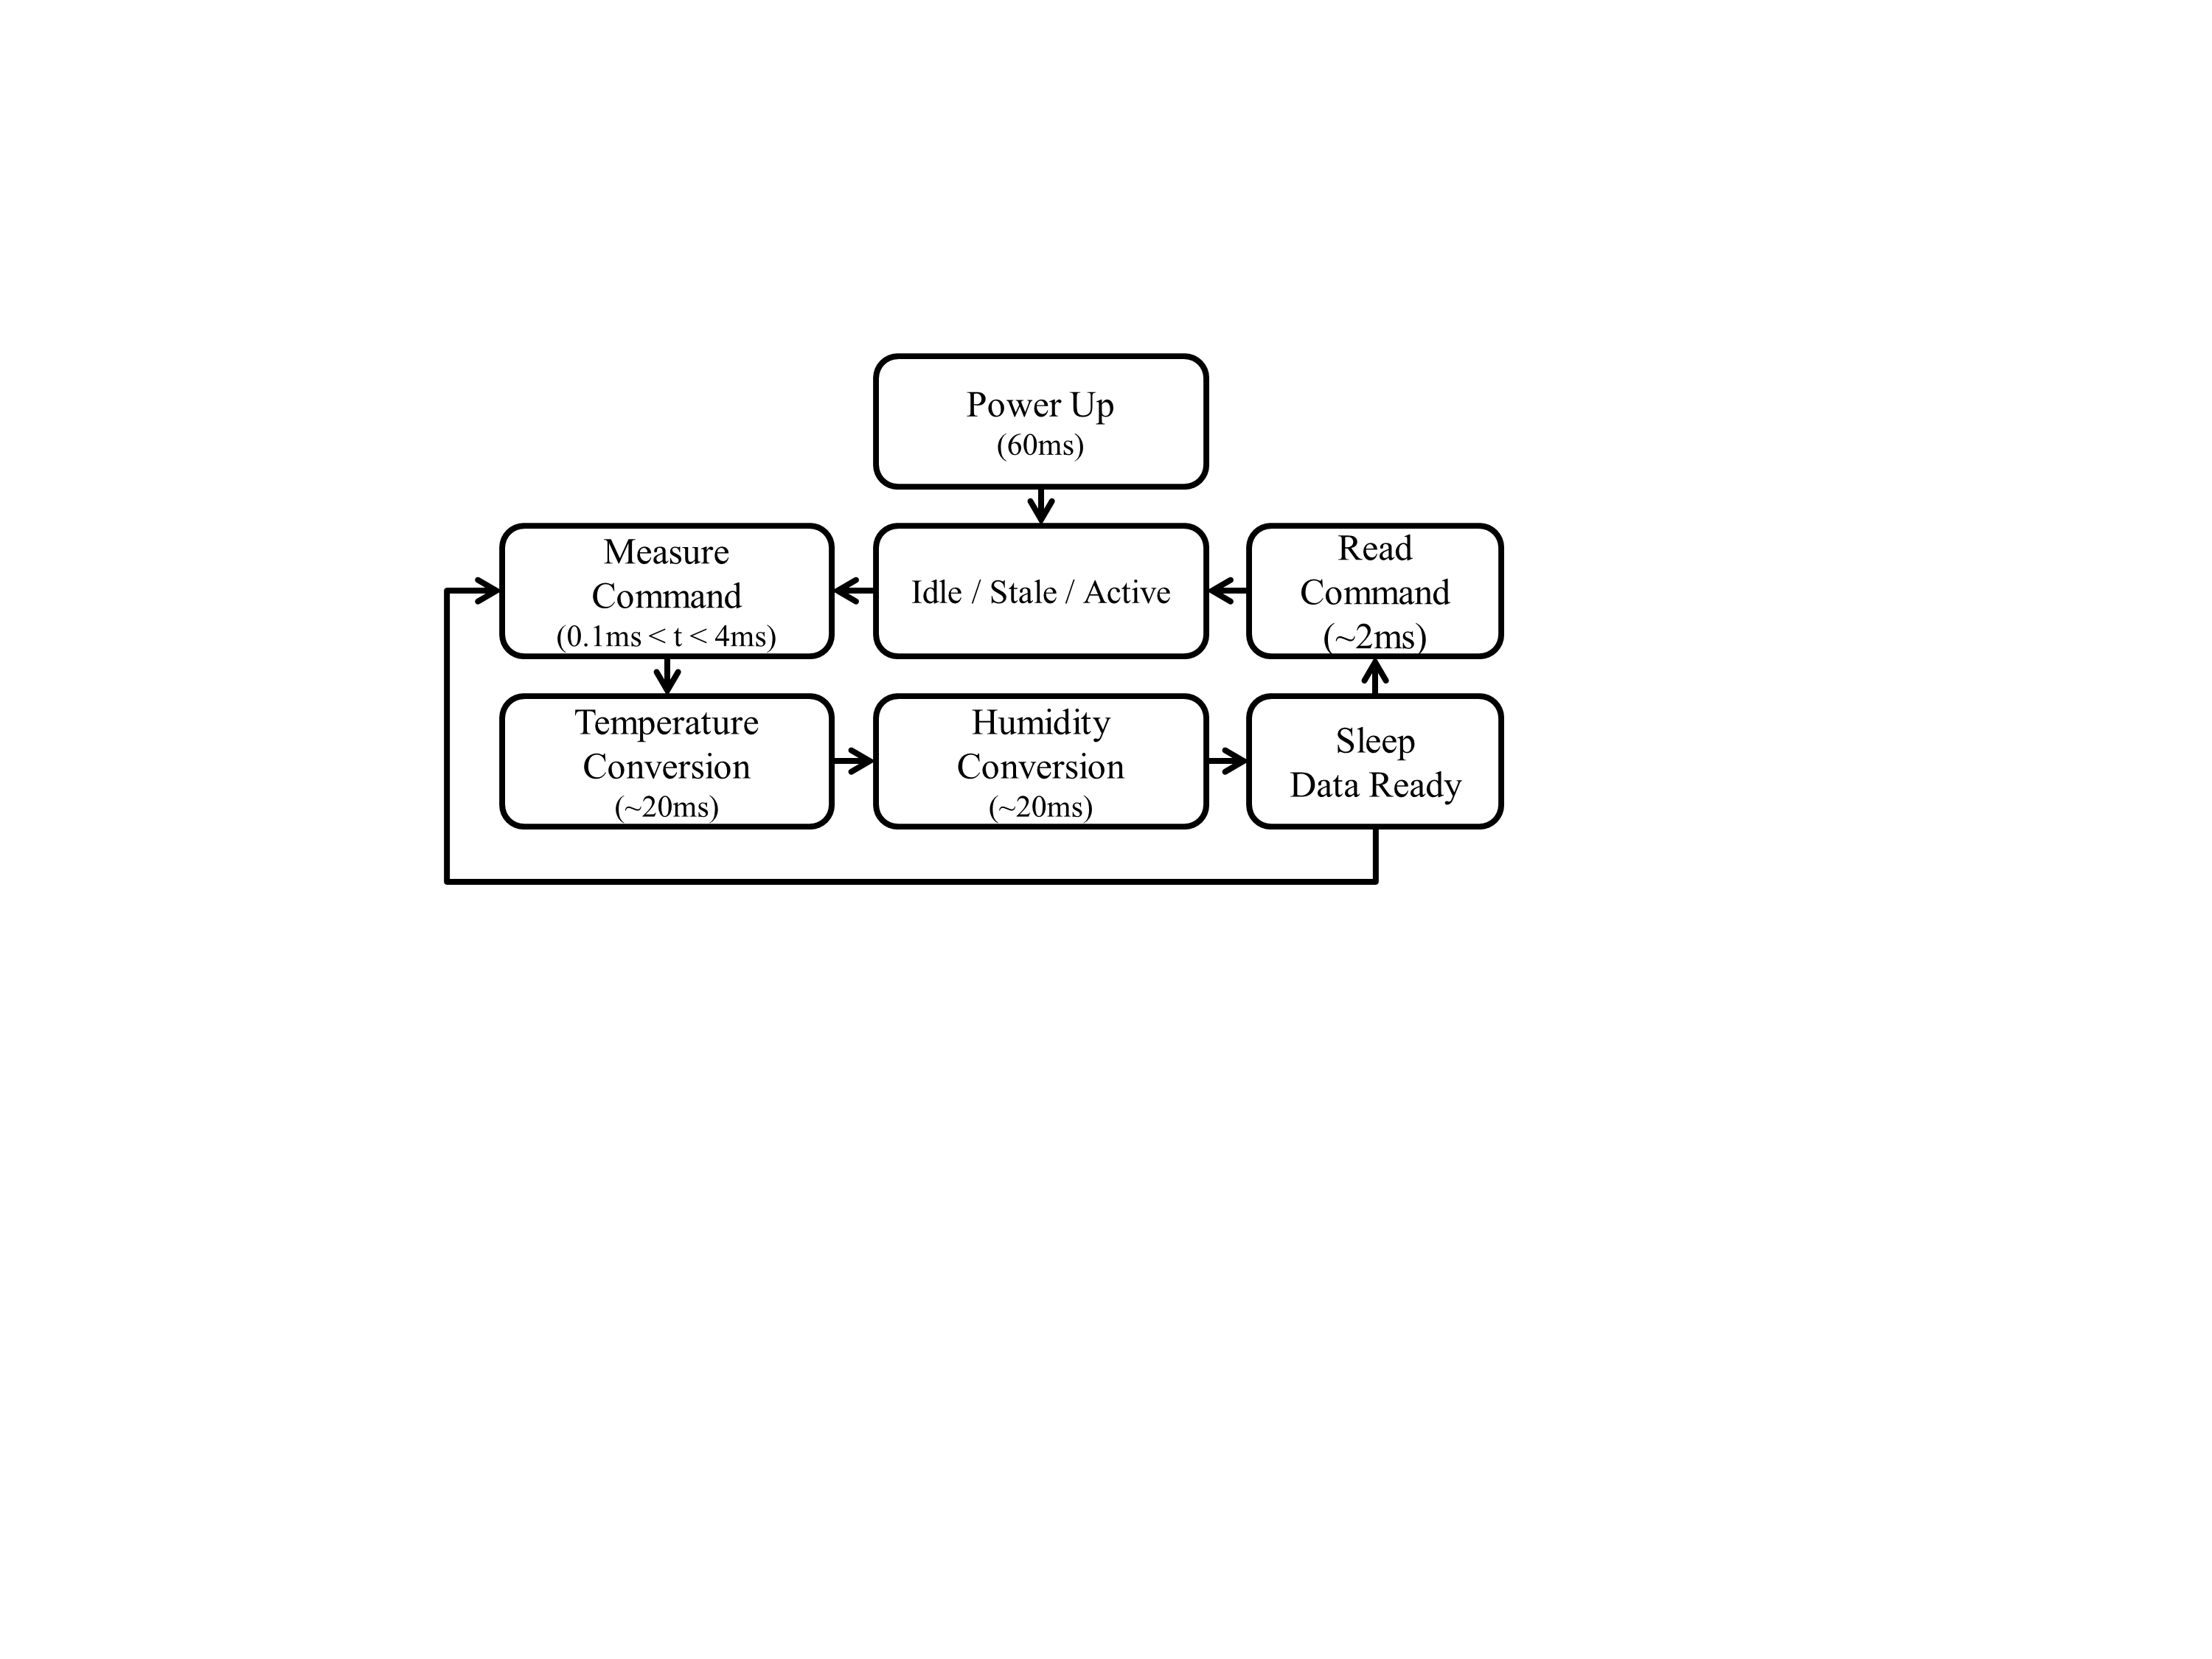 Power Up
(60ms)
Measure
Command
(0.1ms < t < 4ms)
Idle / Stale / Active
Read
Command
(~2ms)
Temperature
Conversion
(~20ms)
Humidity
Conversion
(~20ms)
Sleep
Data Ready